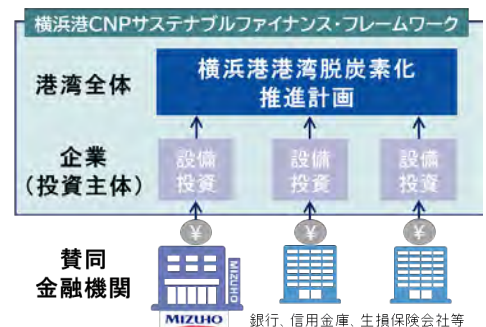 横浜港CNPサステナブルファイナンス・フレームワーク
港湾全体
横浜港港湾脱炭素化
推進計画
企業
（投資主体）
設備
投資
設備
投資
設備
投資
¥
¥
¥
賛同
金融機関
MIZUHO
MIZUHO
銀行、信用金庫、生損保険会社等